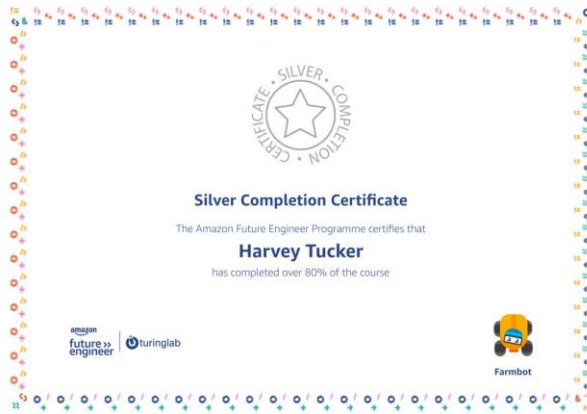 SILVER · COMPLETION · CERTIFICATE ·
Silver Completion Certificate
The Amazon Future Engineer Programme certifies that
Harvey Tucker
has completed over 80% of the course
amazon
future »
engineer
turinglab
Farmbot